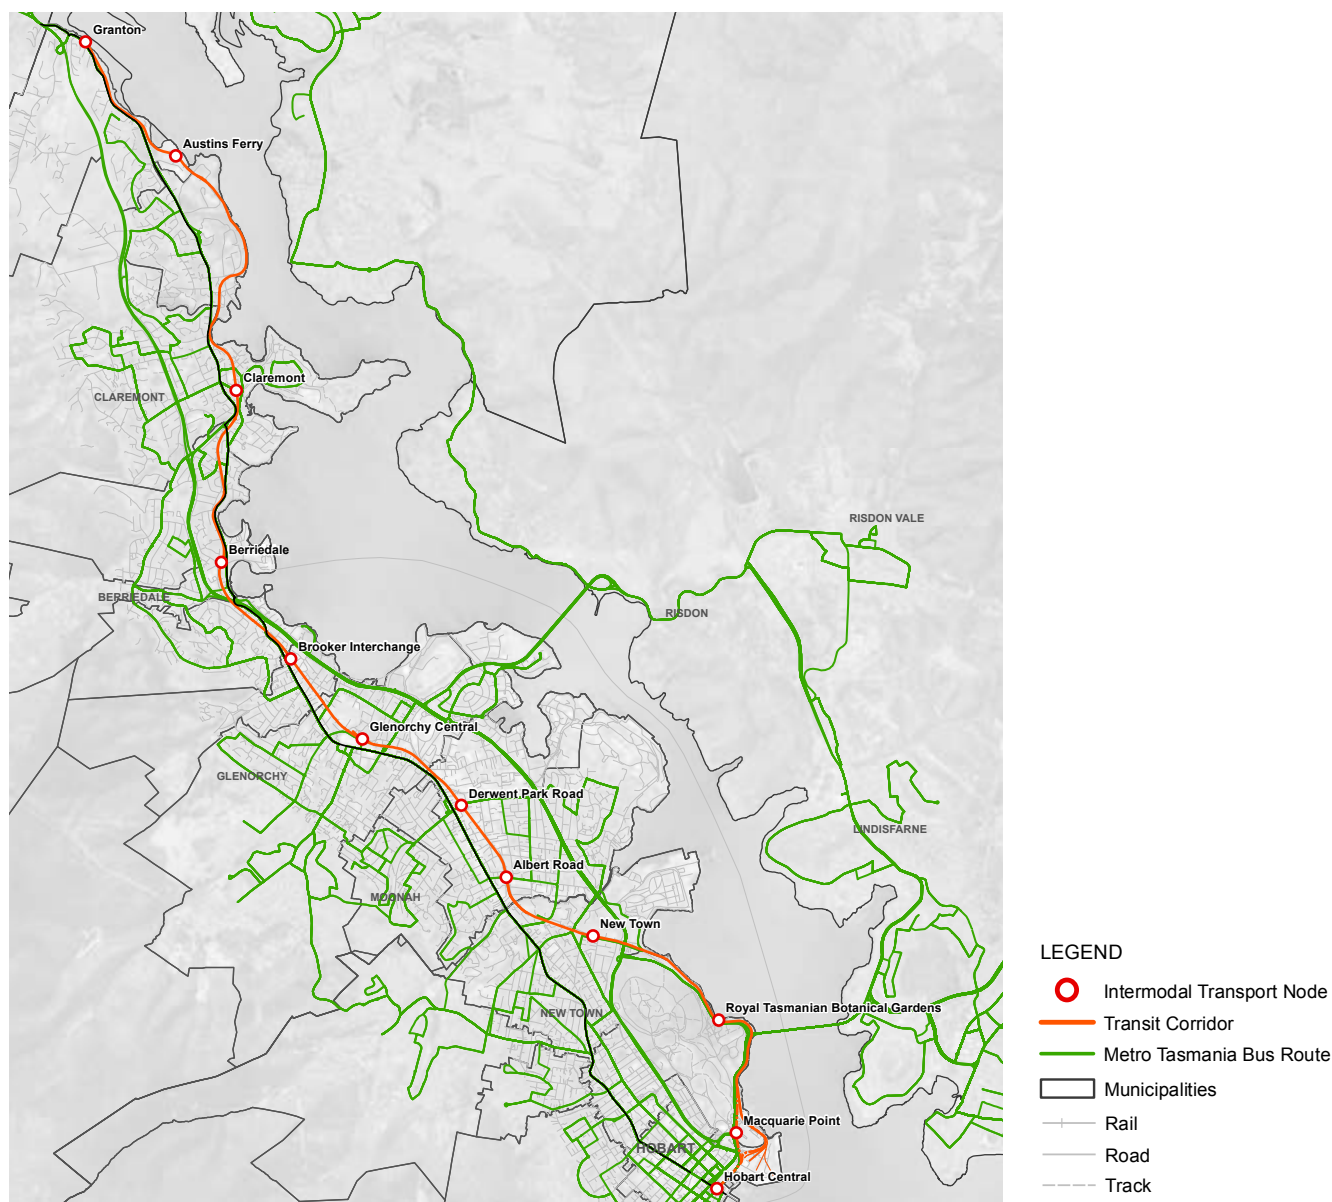 Granton
Austins Ferry
Claremont
CLAREMONT
RISDON VALE
Berriedale
BERRIEDALE
RISDON
Brooker Interchange
Glenorchy Central
GLENORCHY
Derwent Park Road
LINDISFARNE
Albert Road
MOONAH
New Town
Royal Tasmanian Botanical Gardens
NEW TOWN
Macquarie Point
HOBART
Hobart Central
LEGEND
Intermodal Transport Node
Transit Corridor
Metro Tasmania Bus Route
Municipalities
Rail
Road
Track